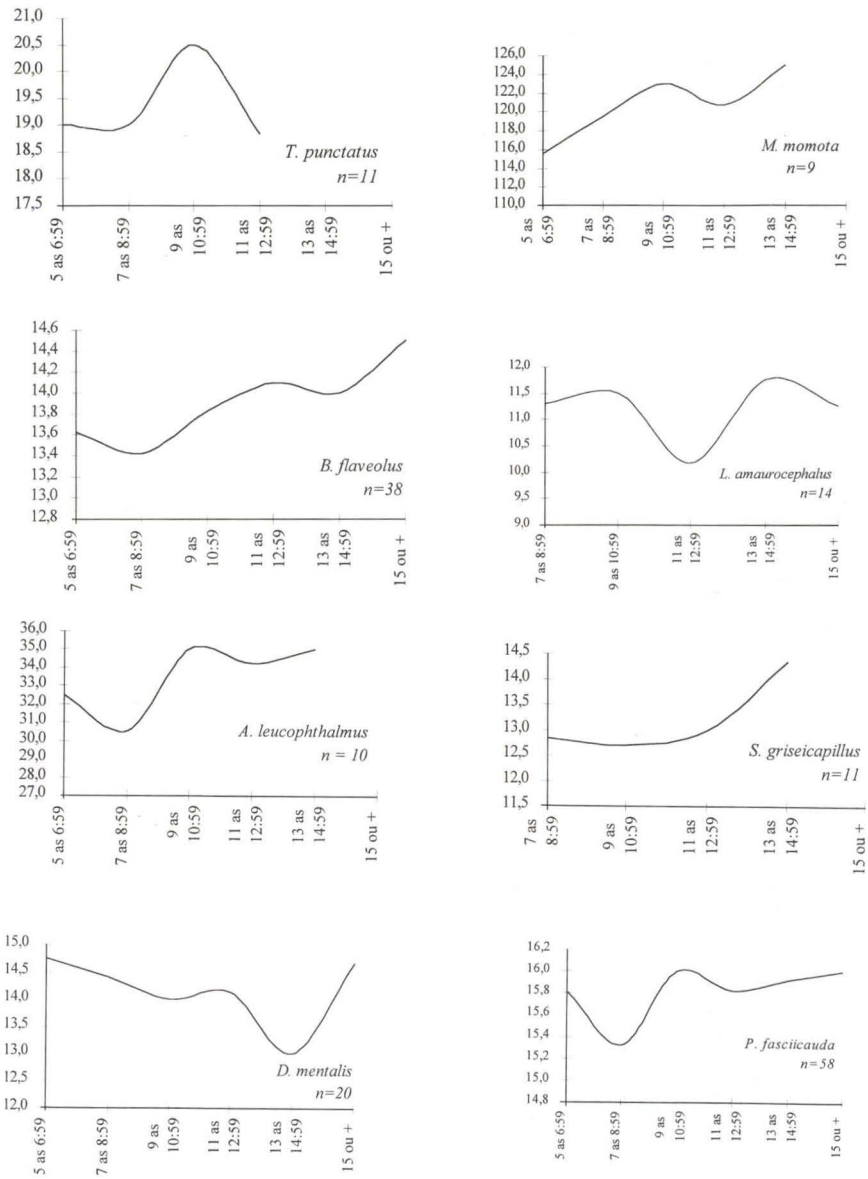 21,0
20,5
20,0
19,5
19,0
18,5
18,0
17,5
T. punctatus
n=11
5 as 6:59
7 as 8:59
9 as
10:59
11 as
12:59
13 as
14:59
15 ou +
126,0
124,0
122,0
120,0
118,0
116,0
114,0
112,0
110,0
M. momota
n=9
5 as
6:59
7 as
8:59
9 as
10:59
11 as
12:59
13 as
14:59
15 ou +
14,6
14,4
14,2
14,0
13,8
13,6
13,4
13,2
13,0
12,8
B. flaveolus
n=38
5 as 6:59
7 as 8:59
9 as
10:59
11 as
12:59
13 as
14:59
15 ou +
12,0
11,5
11,0
10,5
10,0
9,5
9,0
L. amaurocephalus
n=14
7 as 8:59
9 as 10:59
11 as
12:59
13 as
14:59
15 ou +
36,0
35,0
34,0
33,0
32,0
31,0
30,0
29,0
28,0
27,0
A. leucophthalmus
n = 10
5 as 6:59
7 as 8:59
9 as
10:59
11 as
12:59
13 as
14:59
15 ou +
14,5
14,0
13,5
13,0
12,5
12,0
11,5
S. griseicapillus
n=11
7 as
8:59
9 as
10:59
11 as
12:59
13 as
14:59
15 ou +
15,0
14,5
14,0
13,5
13,0
12,5
12,0
D. mentalis
n=20
5 as 6:59
7 as 8:59
9 as
10:59
11 as
12:59
13 as
14:59
15 ou +
16,2
16,0
15,8
15,6
15,4
15,2
15,0
14,8
P. fasciicauda
n=58
5 as 6:59
7 as 8:59
9 as
10:59
11 as
12:59
13 as
14:59
15 ou +